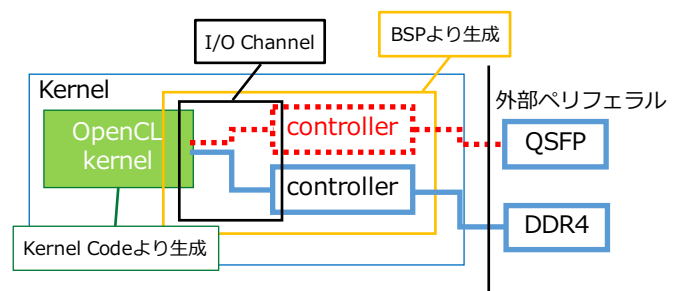 I/O Channel
BSPより生成
Kernel
外部ペリフェラル
OpenCL
kernel
controller
QSFP
controller
DDR4
Kernel Codeより生成